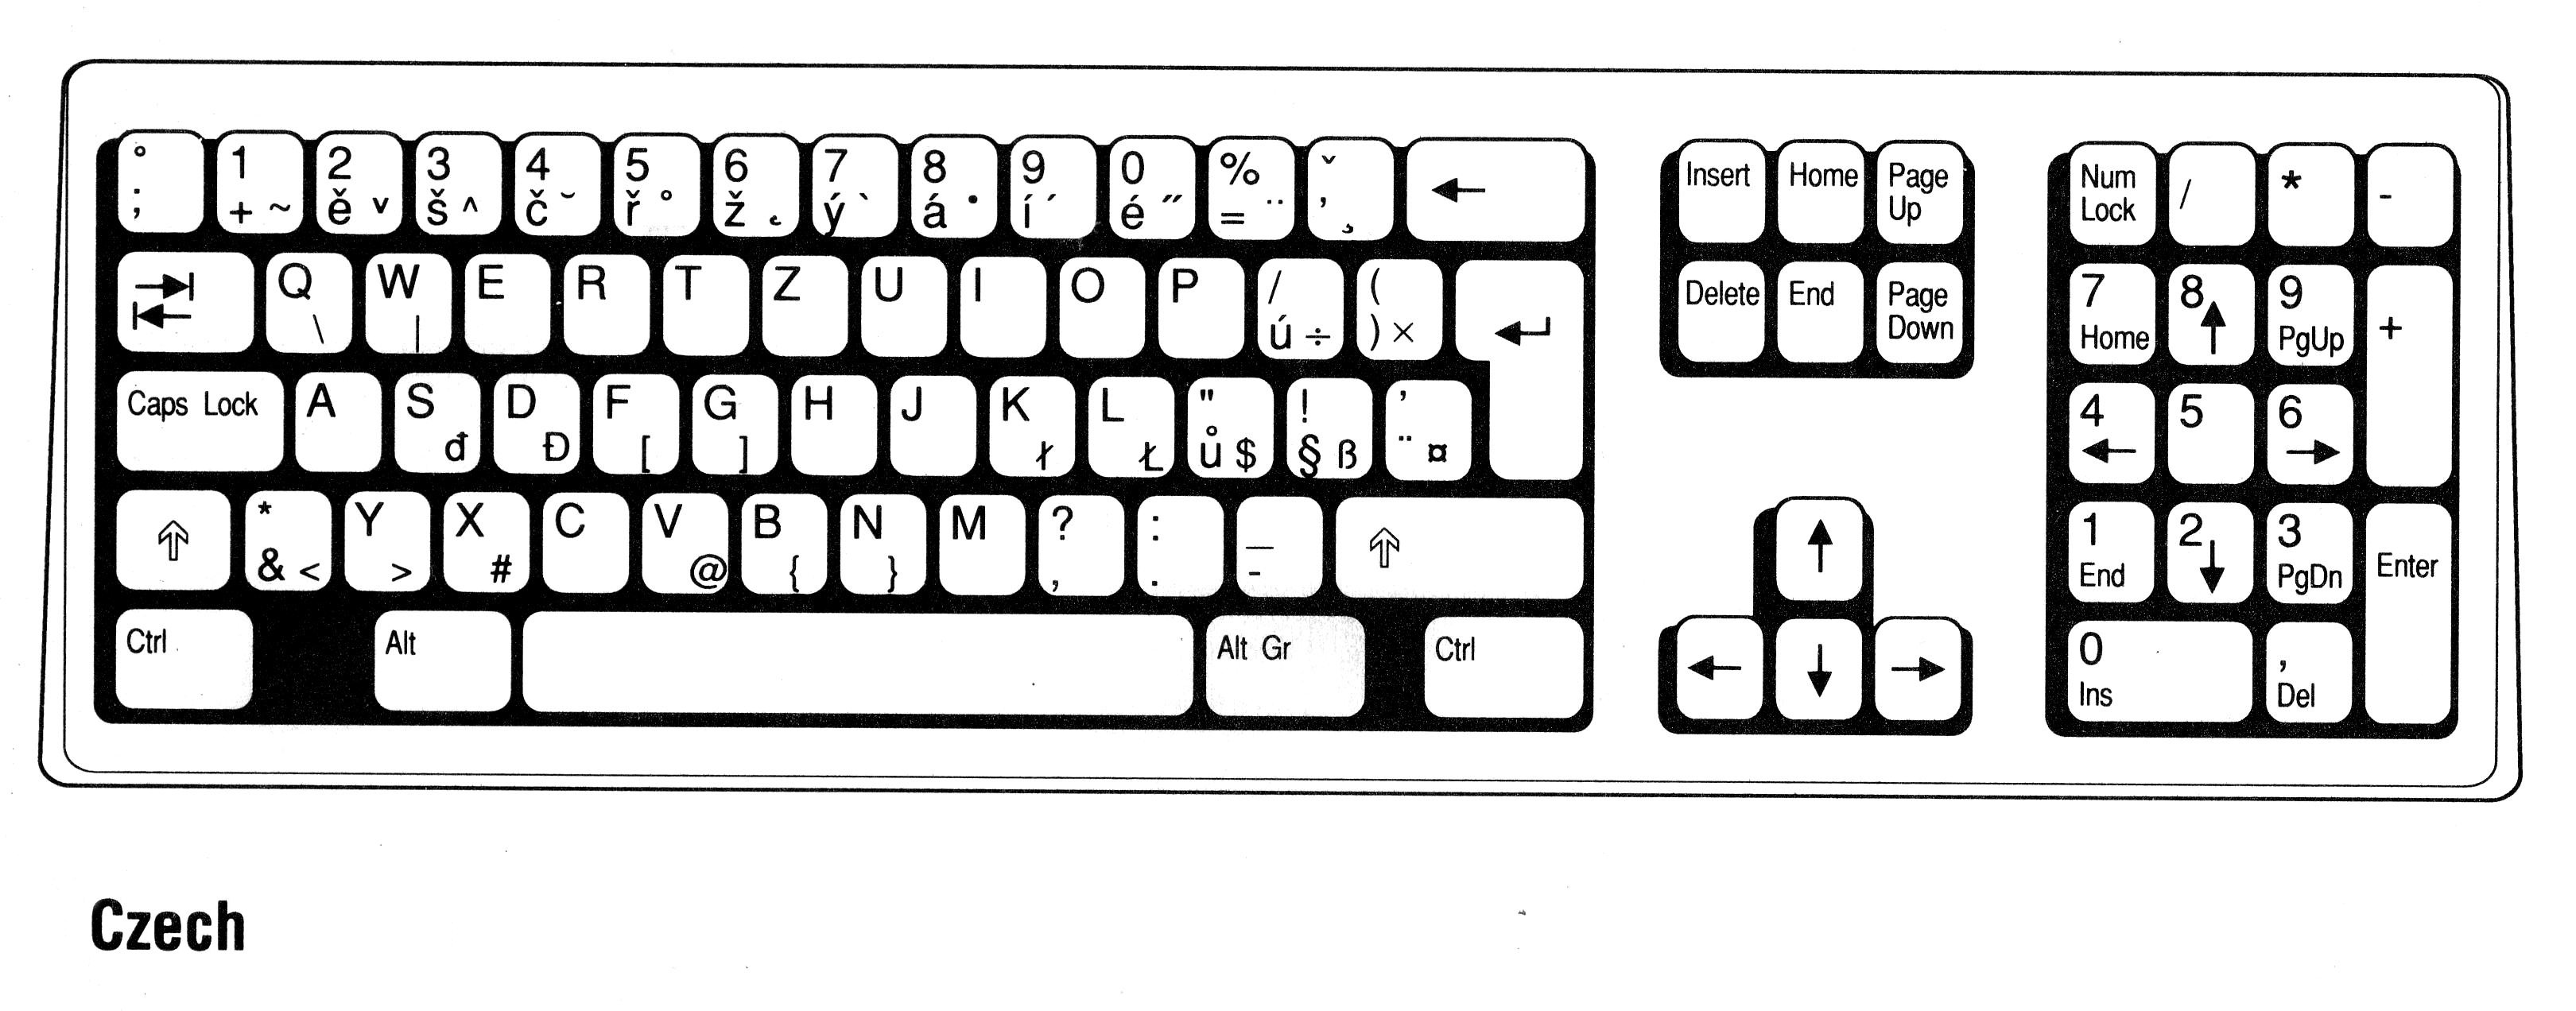 ° 1 2 3 4 5 6 7 8 9 0 % ˇ Insert Home Page Up Num Lock / * -
; + ~ ě ˇ š ^ č ˘ ř ° ž ˛ ý ` á ˙ í ´ é ˝ = ¨ ' ¸
Q \ W | E R T Z U I O P / ú ÷ ( ) × Delete End Page Down 7 Home 8 9 PgUp +
Caps Lock A S đ D Đ F [ G ] H J K ł L Ł " ů $ ! § ß ' ¨ ¤ 4 5 6
* & < Y > X # C V @ B { N } M ? , : . _ - 1 End 2 3 PgDn Enter
Ctrl Alt Alt Gr Ctrl 0 Ins , Del
Czech